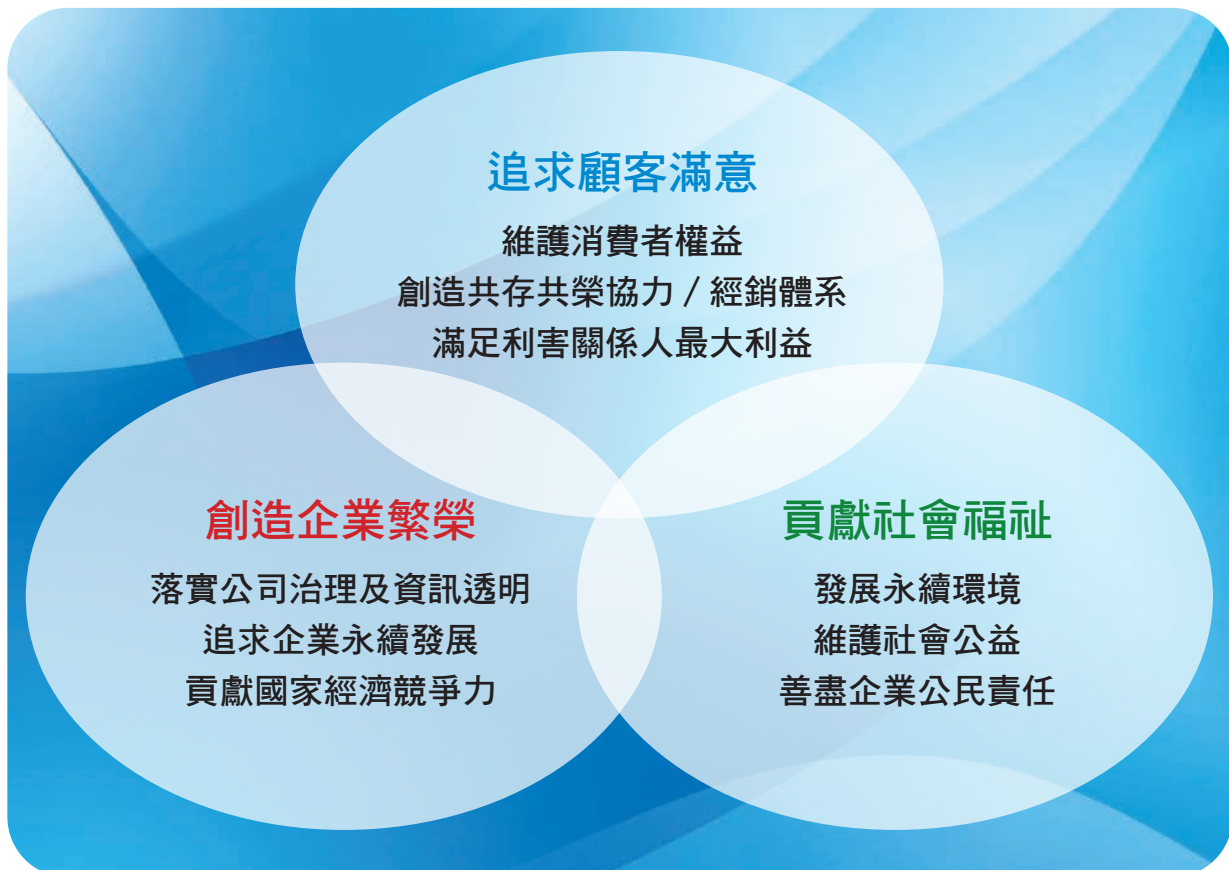 追求顧客滿意
維護消費者權益
創造共存共榮協力 / 經銷體系
滿足利害關係人最大利益
創造企業繁榮
落實公司治理及資訊透明
追求企業永續發展
貢獻國家經濟競爭力
貢獻社會福祉
發展永續環境
維護社會公益
善盡企業公民責任